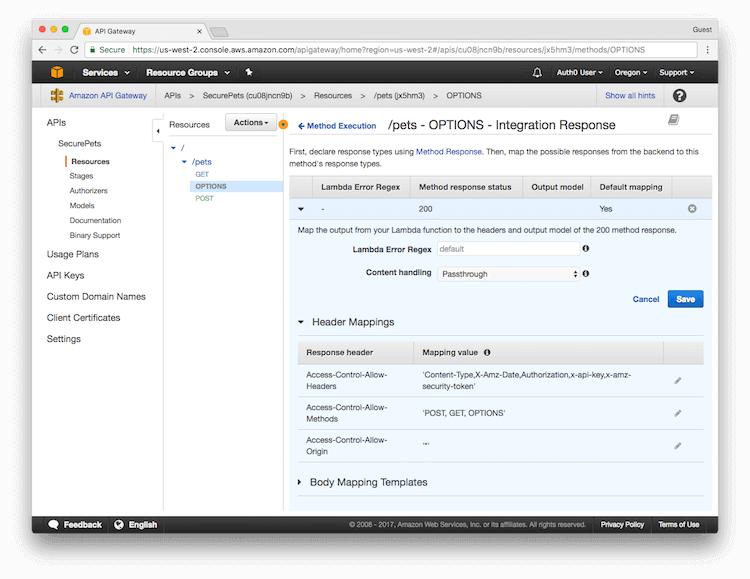 API Gateway
Guest
Secure https://us-west-2.console.aws.amazon.com/apigateway/home?region=us-west-2#/apis/cu08jncn9b/resources/jx5hm3/methods/OPTIONS
Services Resource Groups Auth0 User Oregon Support
Amazon API Gateway APIs > SecurePets (cu08jncn9b) > Resources > /pets (jx5hm3) > OPTIONS Show all hints ?
APIs
SecurePets
Resources
Stages
Authorizers
Models
Documentation
Binary Support
Usage Plans
API Keys
Custom Domain Names
Client Certificates
Settings
Resources Actions
/
/pets
GET
OPTIONS
POST
Method Execution /pets - OPTIONS - Integration Response
First, declare response types using Method Response. Then, map the possible responses from the backend to this
method's response types.
Lambda Error Regex Method response status Output model Default mapping
- 200 Yes
Map the output from your Lambda function to the headers and output model of the 200 method response.
Lambda Error Regex default
Content handling Passthrough
Cancel Save
Header Mappings
Response header Mapping value
Access-Control-Allow-
Headers
'Content-Type,X-Amz-Date,Authorization,x-api-key,x-amz-
security-token'
Access-Control-Allow-
Methods
'POST, GET, OPTIONS'
Access-Control-Allow-
Origin
'*'
Body Mapping Templates
Feedback English © 2008 - 2017, Amazon Web Services, Inc. or its affiliates. All rights reserved. Privacy Policy Terms of Use